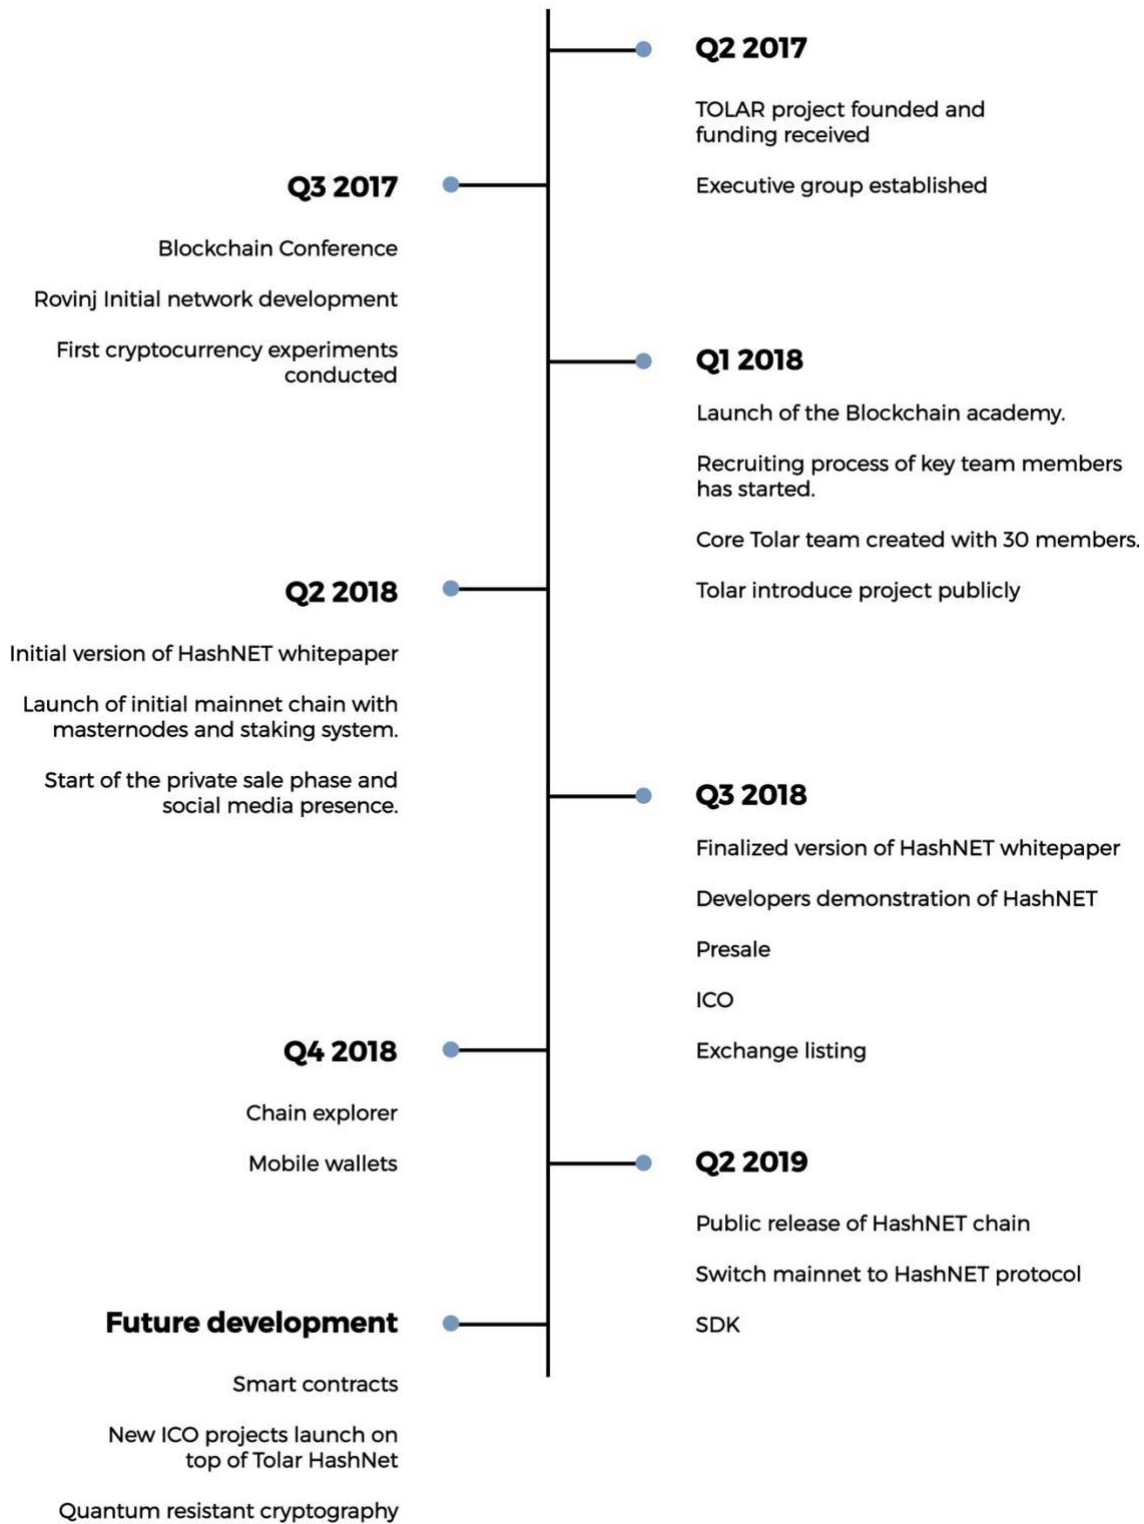 Q2 2017
TOLAR project founded and
funding received
Executive group established
Q3 2017
Blockchain Conference
Rovinj Initial network development
First cryptocurrency experiments
conducted
Q1 2018
Launch of the Blockchain academy.
Recruiting process of key team members
has started.
Core Tolar team created with 30 members.
Tolar introduce project publicly
Q2 2018
Initial version of HashNET whitepaper
Launch of initial mainnet chain with
masternodes and staking system.
Start of the private sale phase and
social media presence.
Q3 2018
Finalized version of HashNET whitepaper
Developers demonstration of HashNET
Presale
ICO
Exchange listing
Q4 2018
Chain explorer
Mobile wallets
Q2 2019
Public release of HashNET chain
Switch mainnet to HashNET protocol
SDK
Future development
Smart contracts
New ICO projects launch on
top of Tolar HashNet
Quantum resistant cryptography